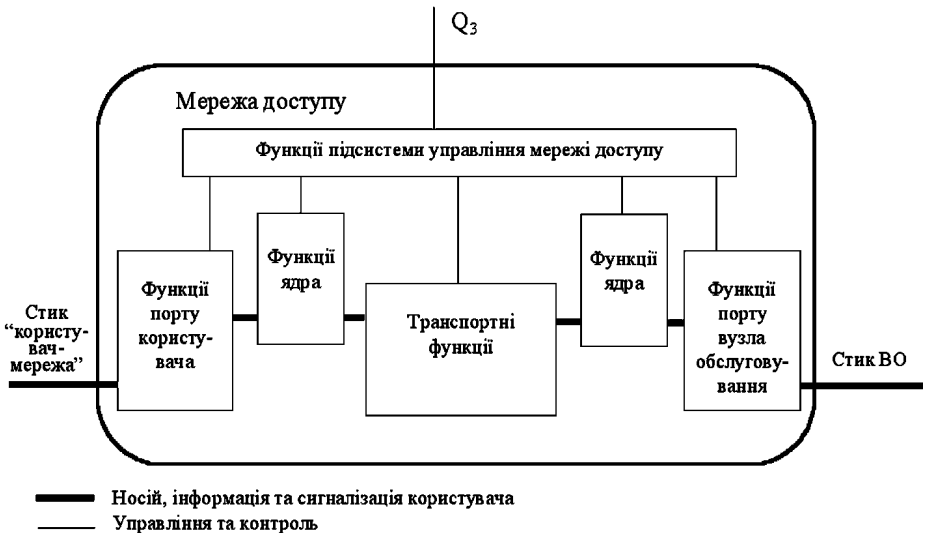 Q3
Мережа доступу
Функції підсистеми управління мережі доступу
Функції
порту
користу-
вача
Функції
ядра
Транспортні
функції
Функції
ядра
Функції
порту
вузла
обслугову-
вання
Стик
“користу-
вач-
мережа”
Стик ВО
Носій, інформація та сигналізація користувача
Управління та контроль